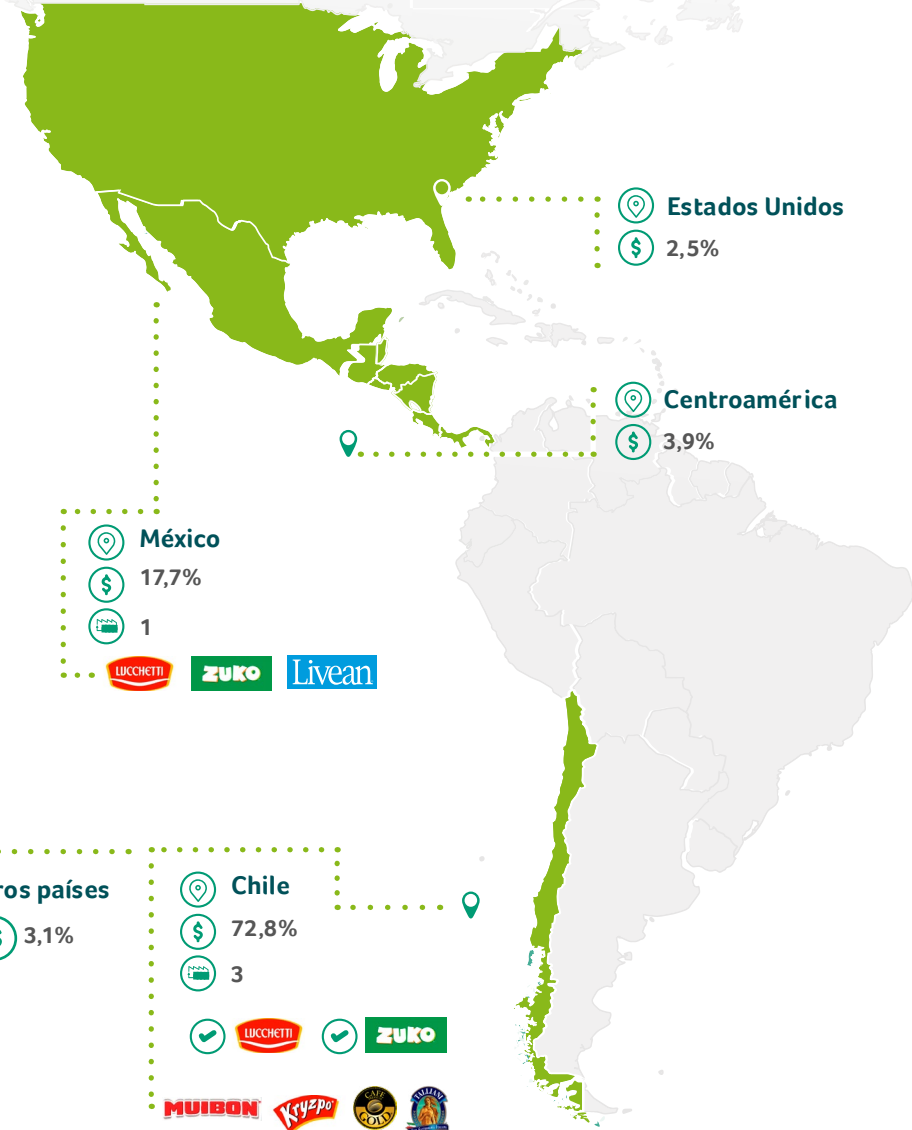 Estados Unidos
$ 2,5%
Centroamérica
$ 3,9%
México
$ 17,7%
1
LUCCHETTI ZUKO Livean
ros países
3,1%
Chile
$ 72,8%
3
LUCCHETTI ZUKO
MUIBON Kryzpo CAFÉ GOLD TALLIANI